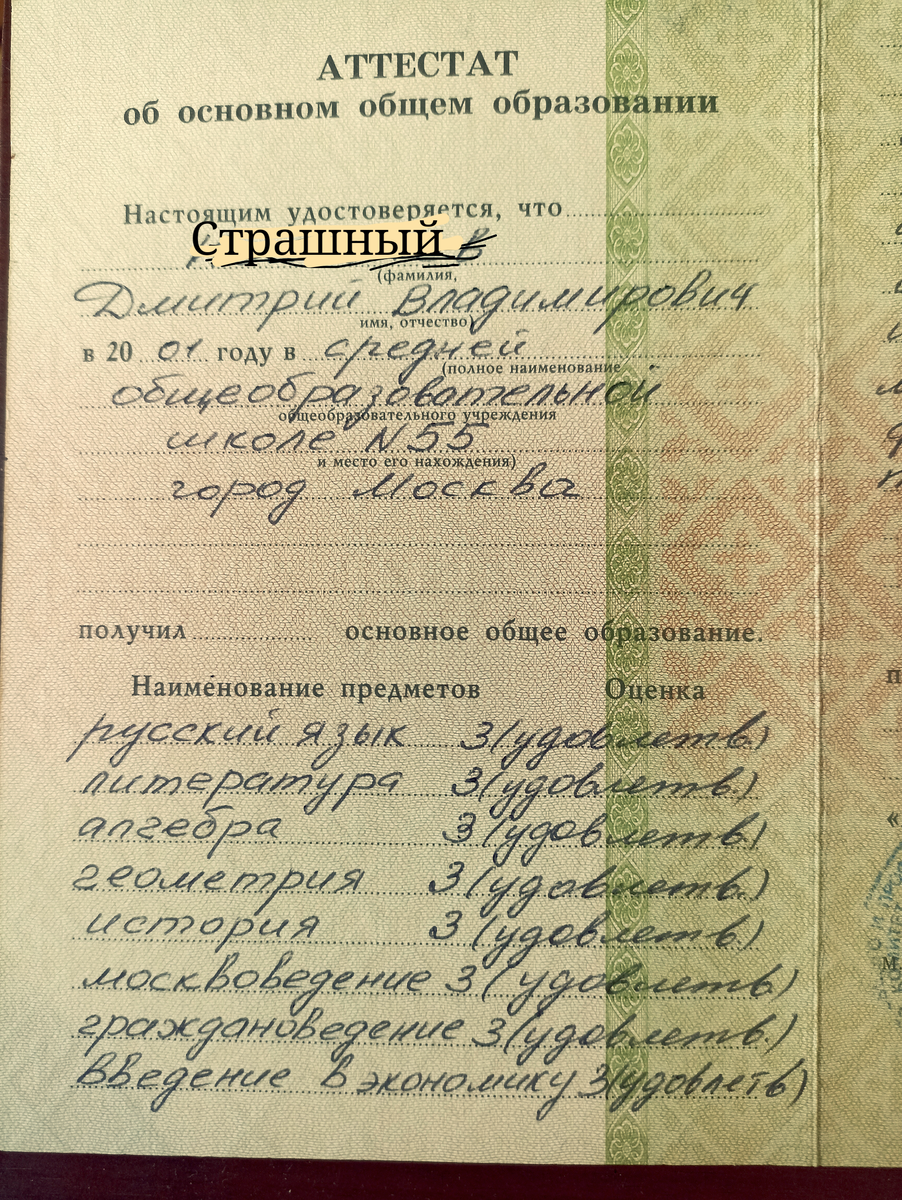 АТТЕСТАТ
об основном общем образовании
Настоящим удостоверяется, что
Страшный
(фамилия,
Дмитрий Владимирович
имя, отчество)
в 20 01 году в средней
(полное наименование
общеобразовательной
общеобразовательного учреждения
школе N 55
и место его нахождения)
город Москва
получил основное общее образование.
Наименование предметов Оценка
русский язык 3 (удовлетв.)
литература 3 (удовлетв.)
алгебра 3 (удовлетв.)
геометрия 3 (удовлетв.)
история 3 (удовлетв.)
москвоведение 3 (удовлетв.)
граждановедение 3 (удовлетв.)
Введение в экономику 3 (удовлетв)